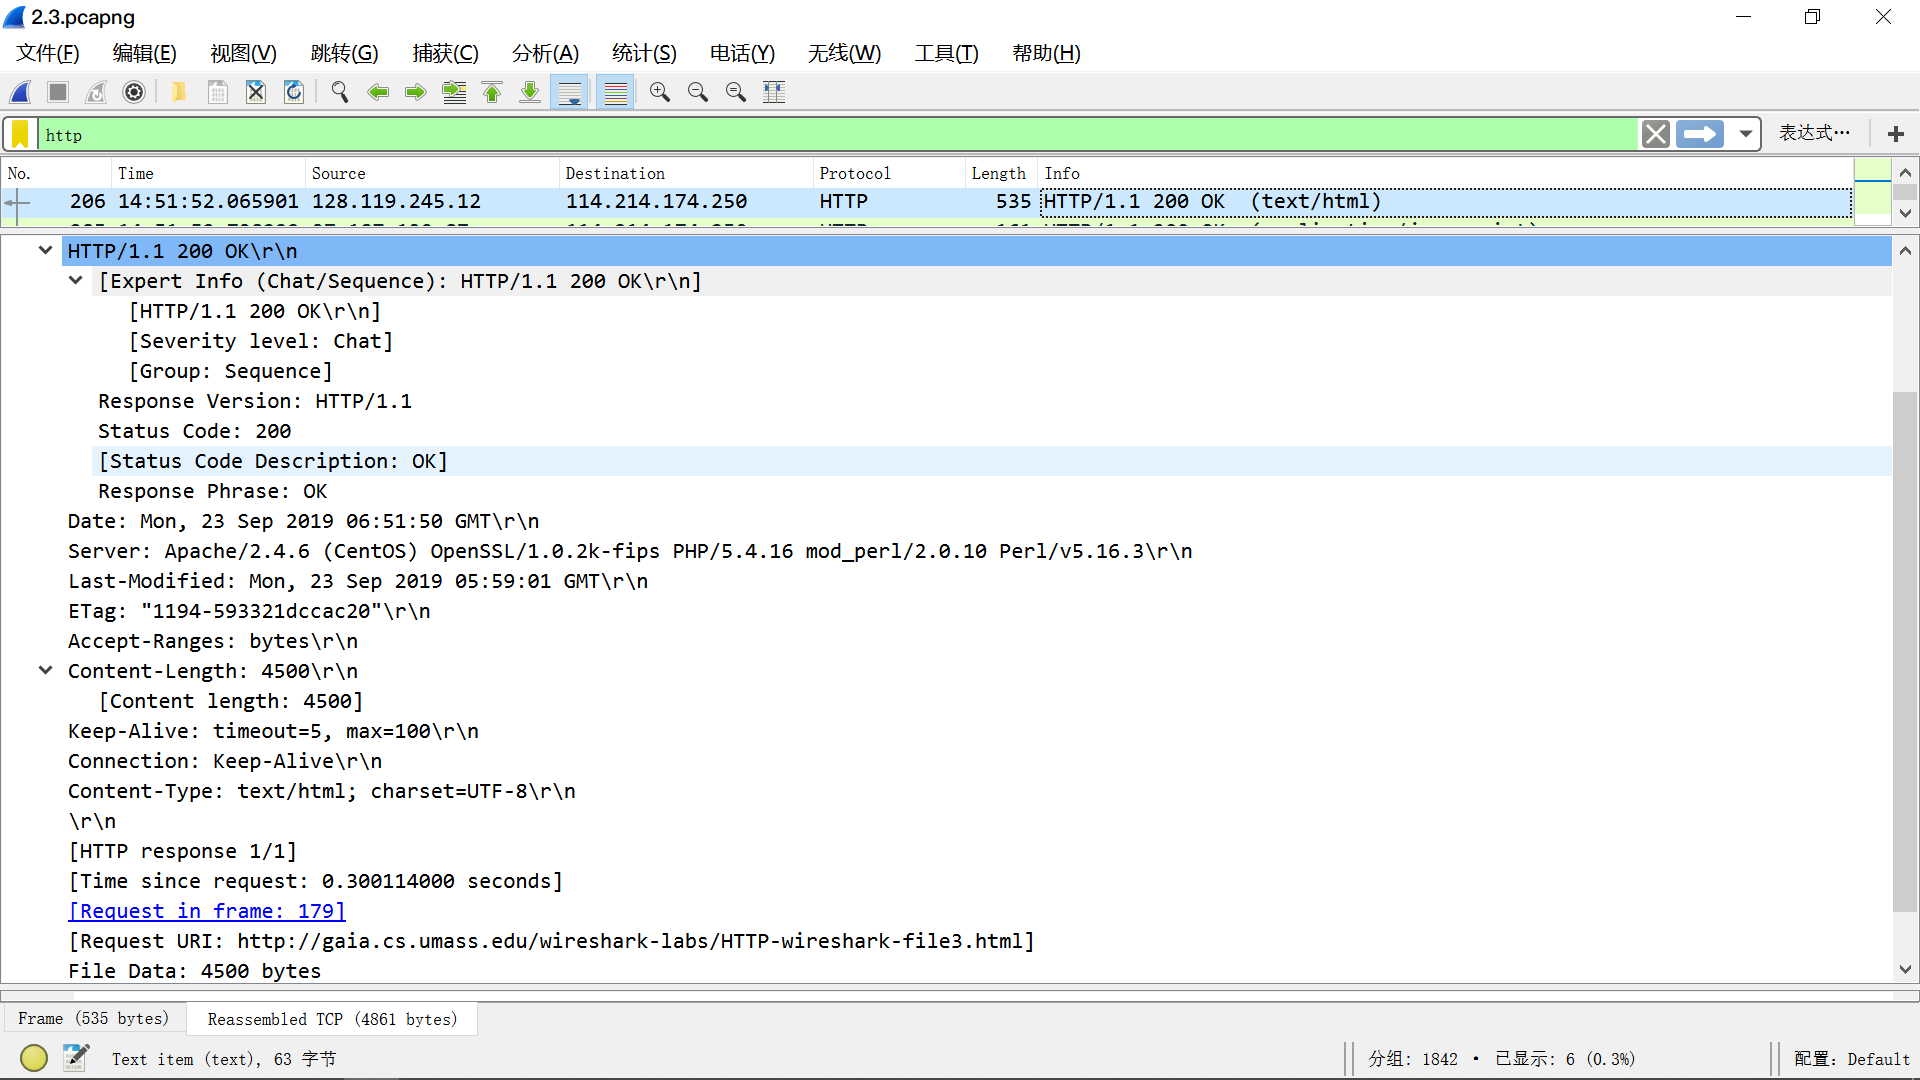 2.3.pcapng
文件(F) 编辑(E) 视图(V) 跳转(G) 捕获(C) 分析(A) 统计(S) 电话(Y) 无线(W) 工具(T) 帮助(H)
http 表达式…
No. Time Source Destination Protocol Length Info
206 14:51:52.065901 128.119.245.12 114.214.174.250 HTTP 535 HTTP/1.1 200 OK (text/html)
HTTP/1.1 200 OK\r\n
[Expert Info (Chat/Sequence): HTTP/1.1 200 OK\r\n]
[HTTP/1.1 200 OK\r\n]
[Severity level: Chat]
[Group: Sequence]
Response Version: HTTP/1.1
Status Code: 200
[Status Code Description: OK]
Response Phrase: OK
Date: Mon, 23 Sep 2019 06:51:50 GMT\r\n
Server: Apache/2.4.6 (CentOS) OpenSSL/1.0.2k-fips PHP/5.4.16 mod_perl/2.0.10 Perl/v5.16.3\r\n
Last-Modified: Mon, 23 Sep 2019 05:59:01 GMT\r\n
ETag: "1194-593321dccac20"\r\n
Accept-Ranges: bytes\r\n
Content-Length: 4500\r\n
[Content length: 4500]
Keep-Alive: timeout=5, max=100\r\n
Connection: Keep-Alive\r\n
Content-Type: text/html; charset=UTF-8\r\n
\r\n
[HTTP response 1/1]
[Time since request: 0.300114000 seconds]
[Request in frame: 179]
[Request URI: http://gaia.cs.umass.edu/wireshark-labs/HTTP-wireshark-file3.html]
File Data: 4500 bytes
Frame (535 bytes) Reassembled TCP (4861 bytes)
Text item (text), 63 字节 分组: 1842 · 已显示: 6 (0.3%) 配置: Default